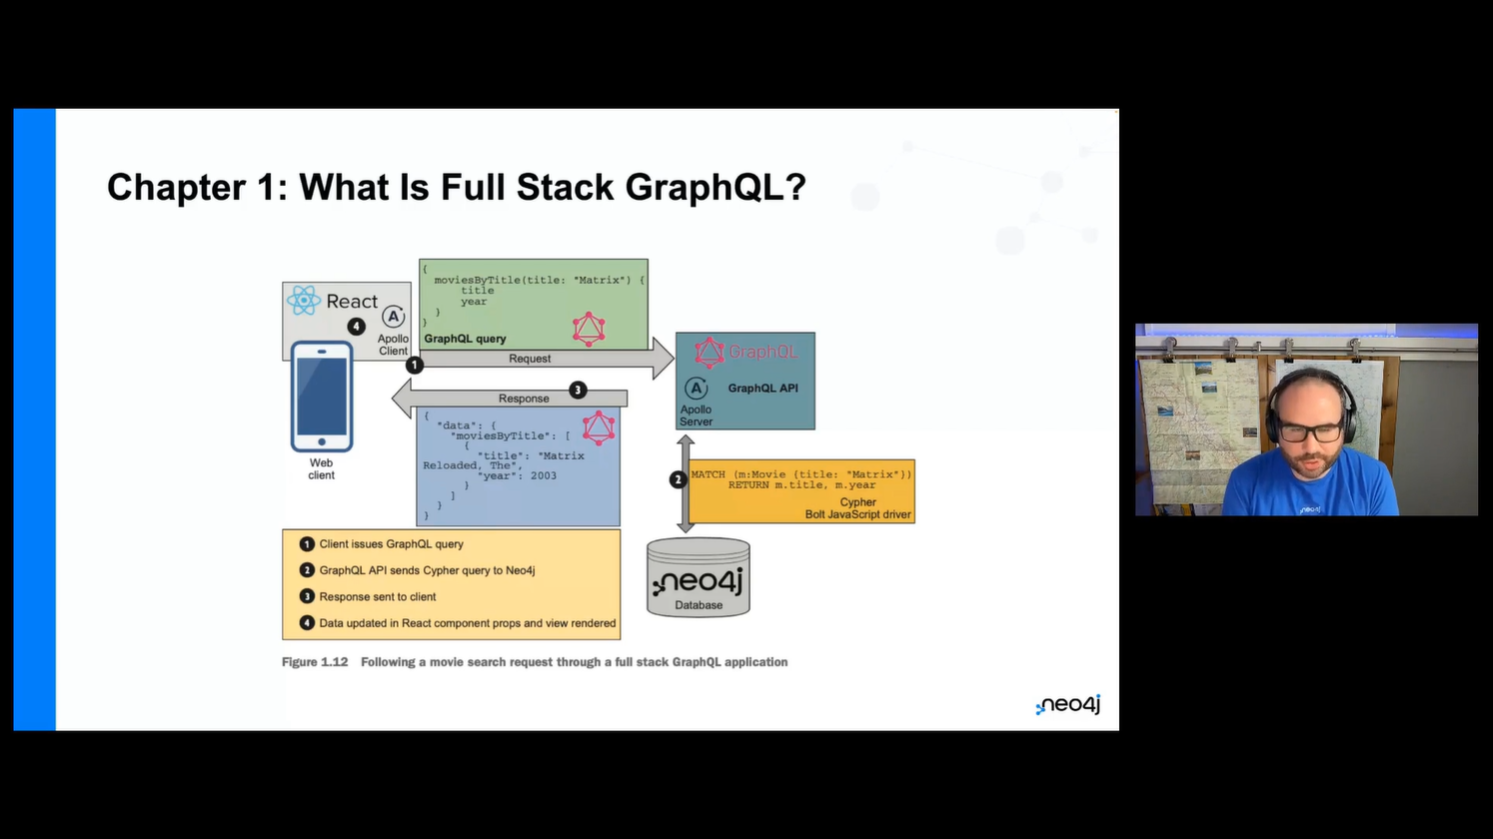 Chapter 1: What Is Full Stack GraphQL?
React
4
A
Apollo
Client
Web
client
{
moviesByTitle(title: "Matrix") {
title
year
}
}
GraphQL query
Request
1
3
Response
{
"data": {
"moviesByTitle": [
{
"title": "Matrix
Reloaded, The",
"year": 2003
}
]
}
}
GraphQL
A
GraphQL API
Apollo
Server
2
MATCH (m:Movie {title: "Matrix"})
RETURN m.title, m.year
Cypher
Bolt JavaScript driver
neo4j
Database
1 Client issues GraphQL query
2 GraphQL API sends Cypher query to Neo4j
3 Response sent to client
4 Data updated in React component props and view rendered
Figure 1.12 Following a movie search request through a full stack GraphQL application
neo4j
neo4j